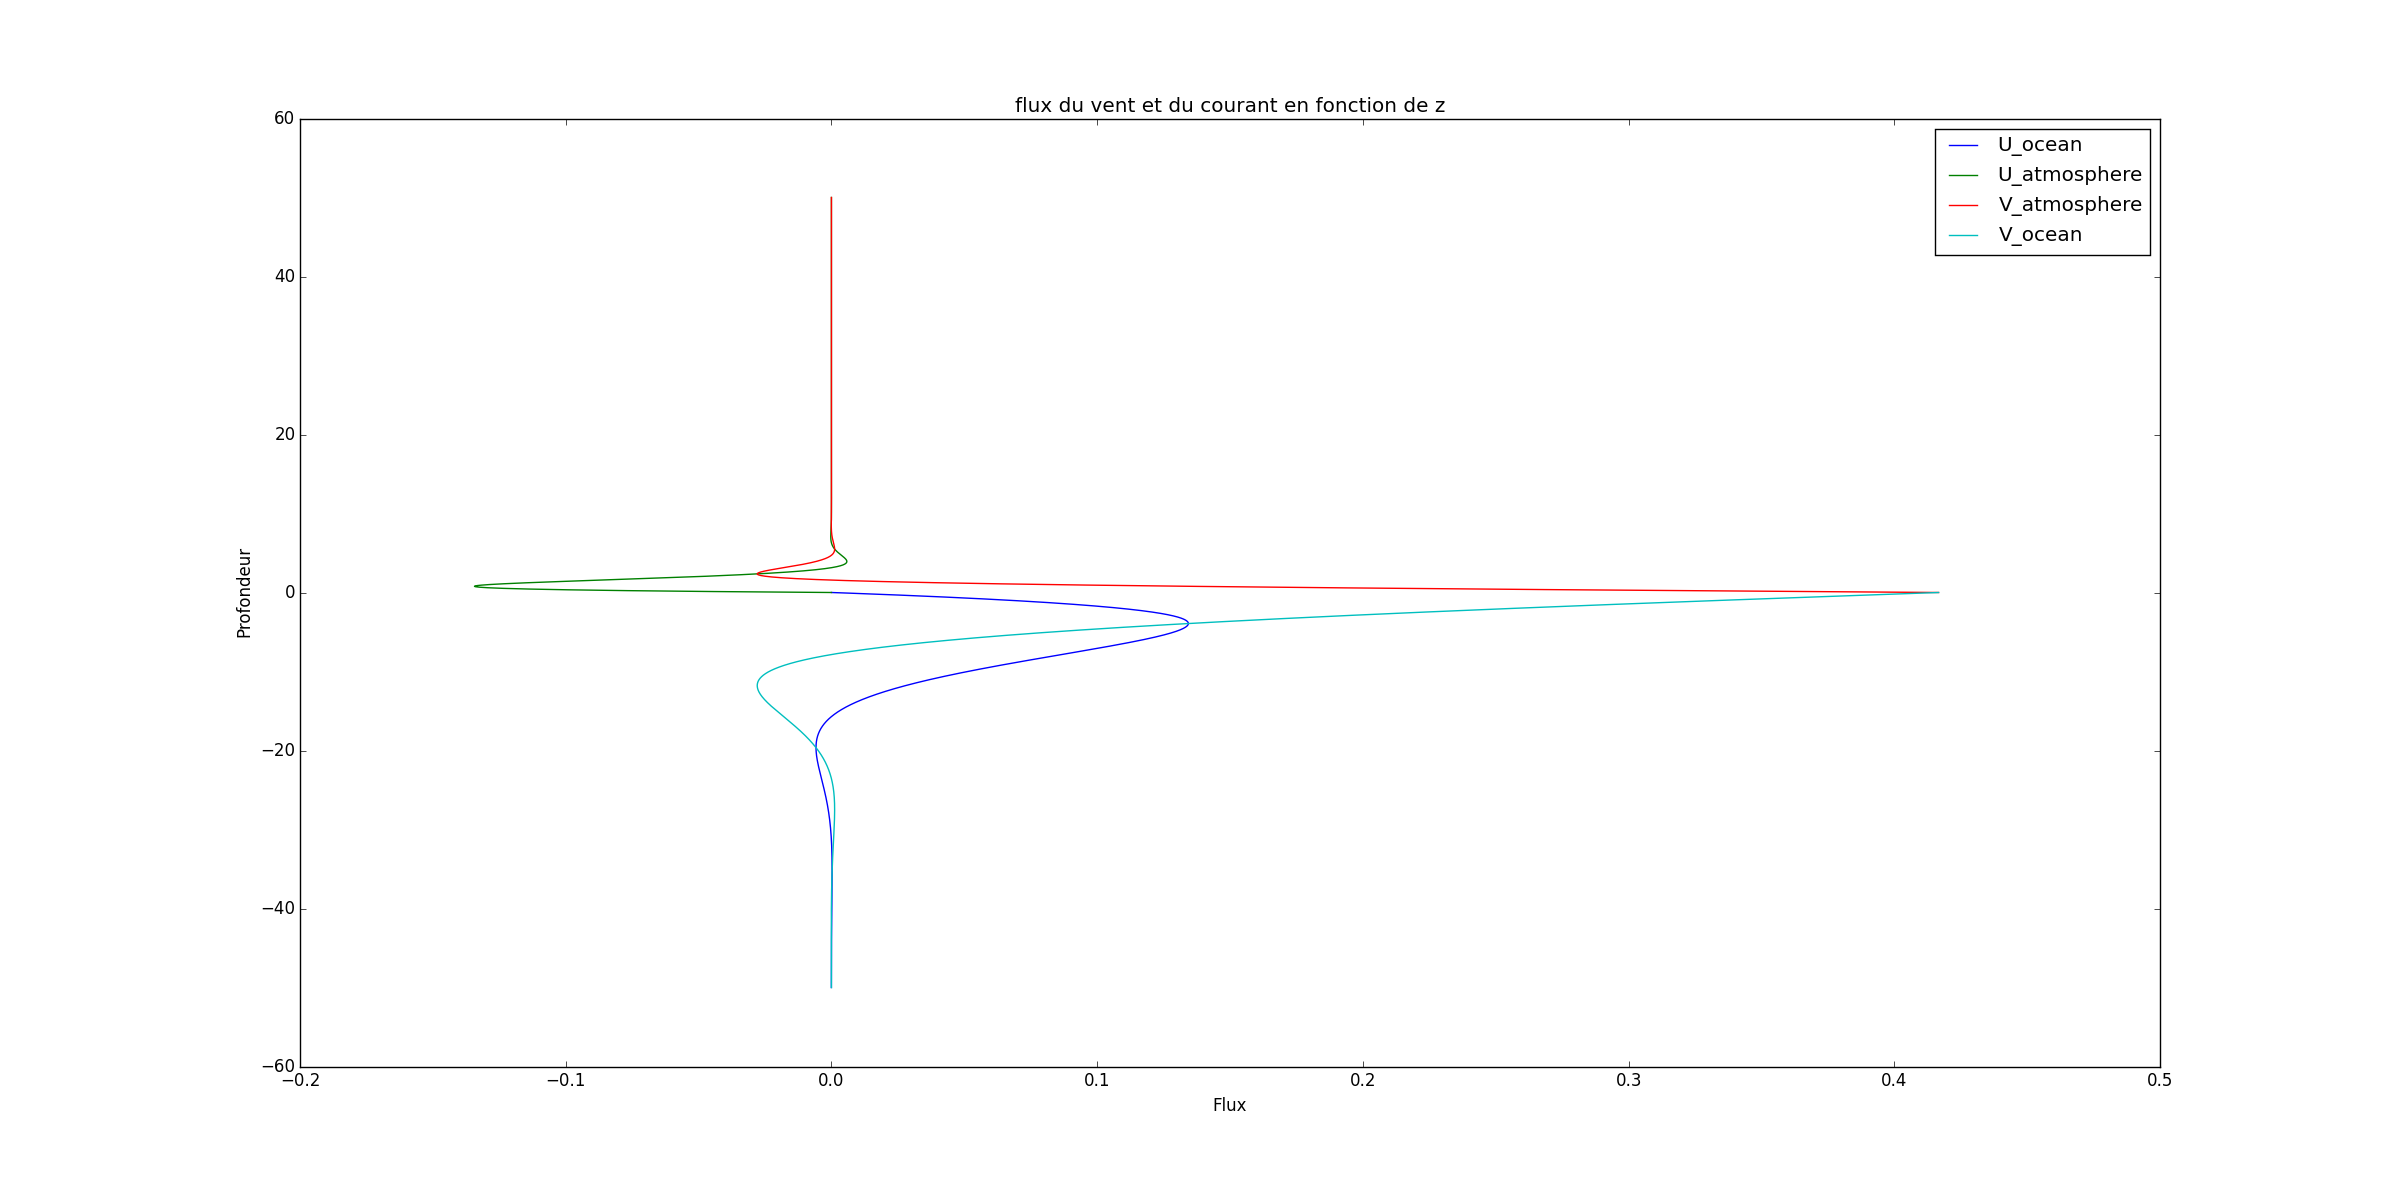 flux du vent et du courant en fonction de z
U_ocean
U_atmosphere
V_atmosphere
V_ocean
Profondeur
60
40
20
0
−20
−40
−60
−0.2 −0.1 0.0 0.1 0.2 0.3 0.4 0.5
Flux